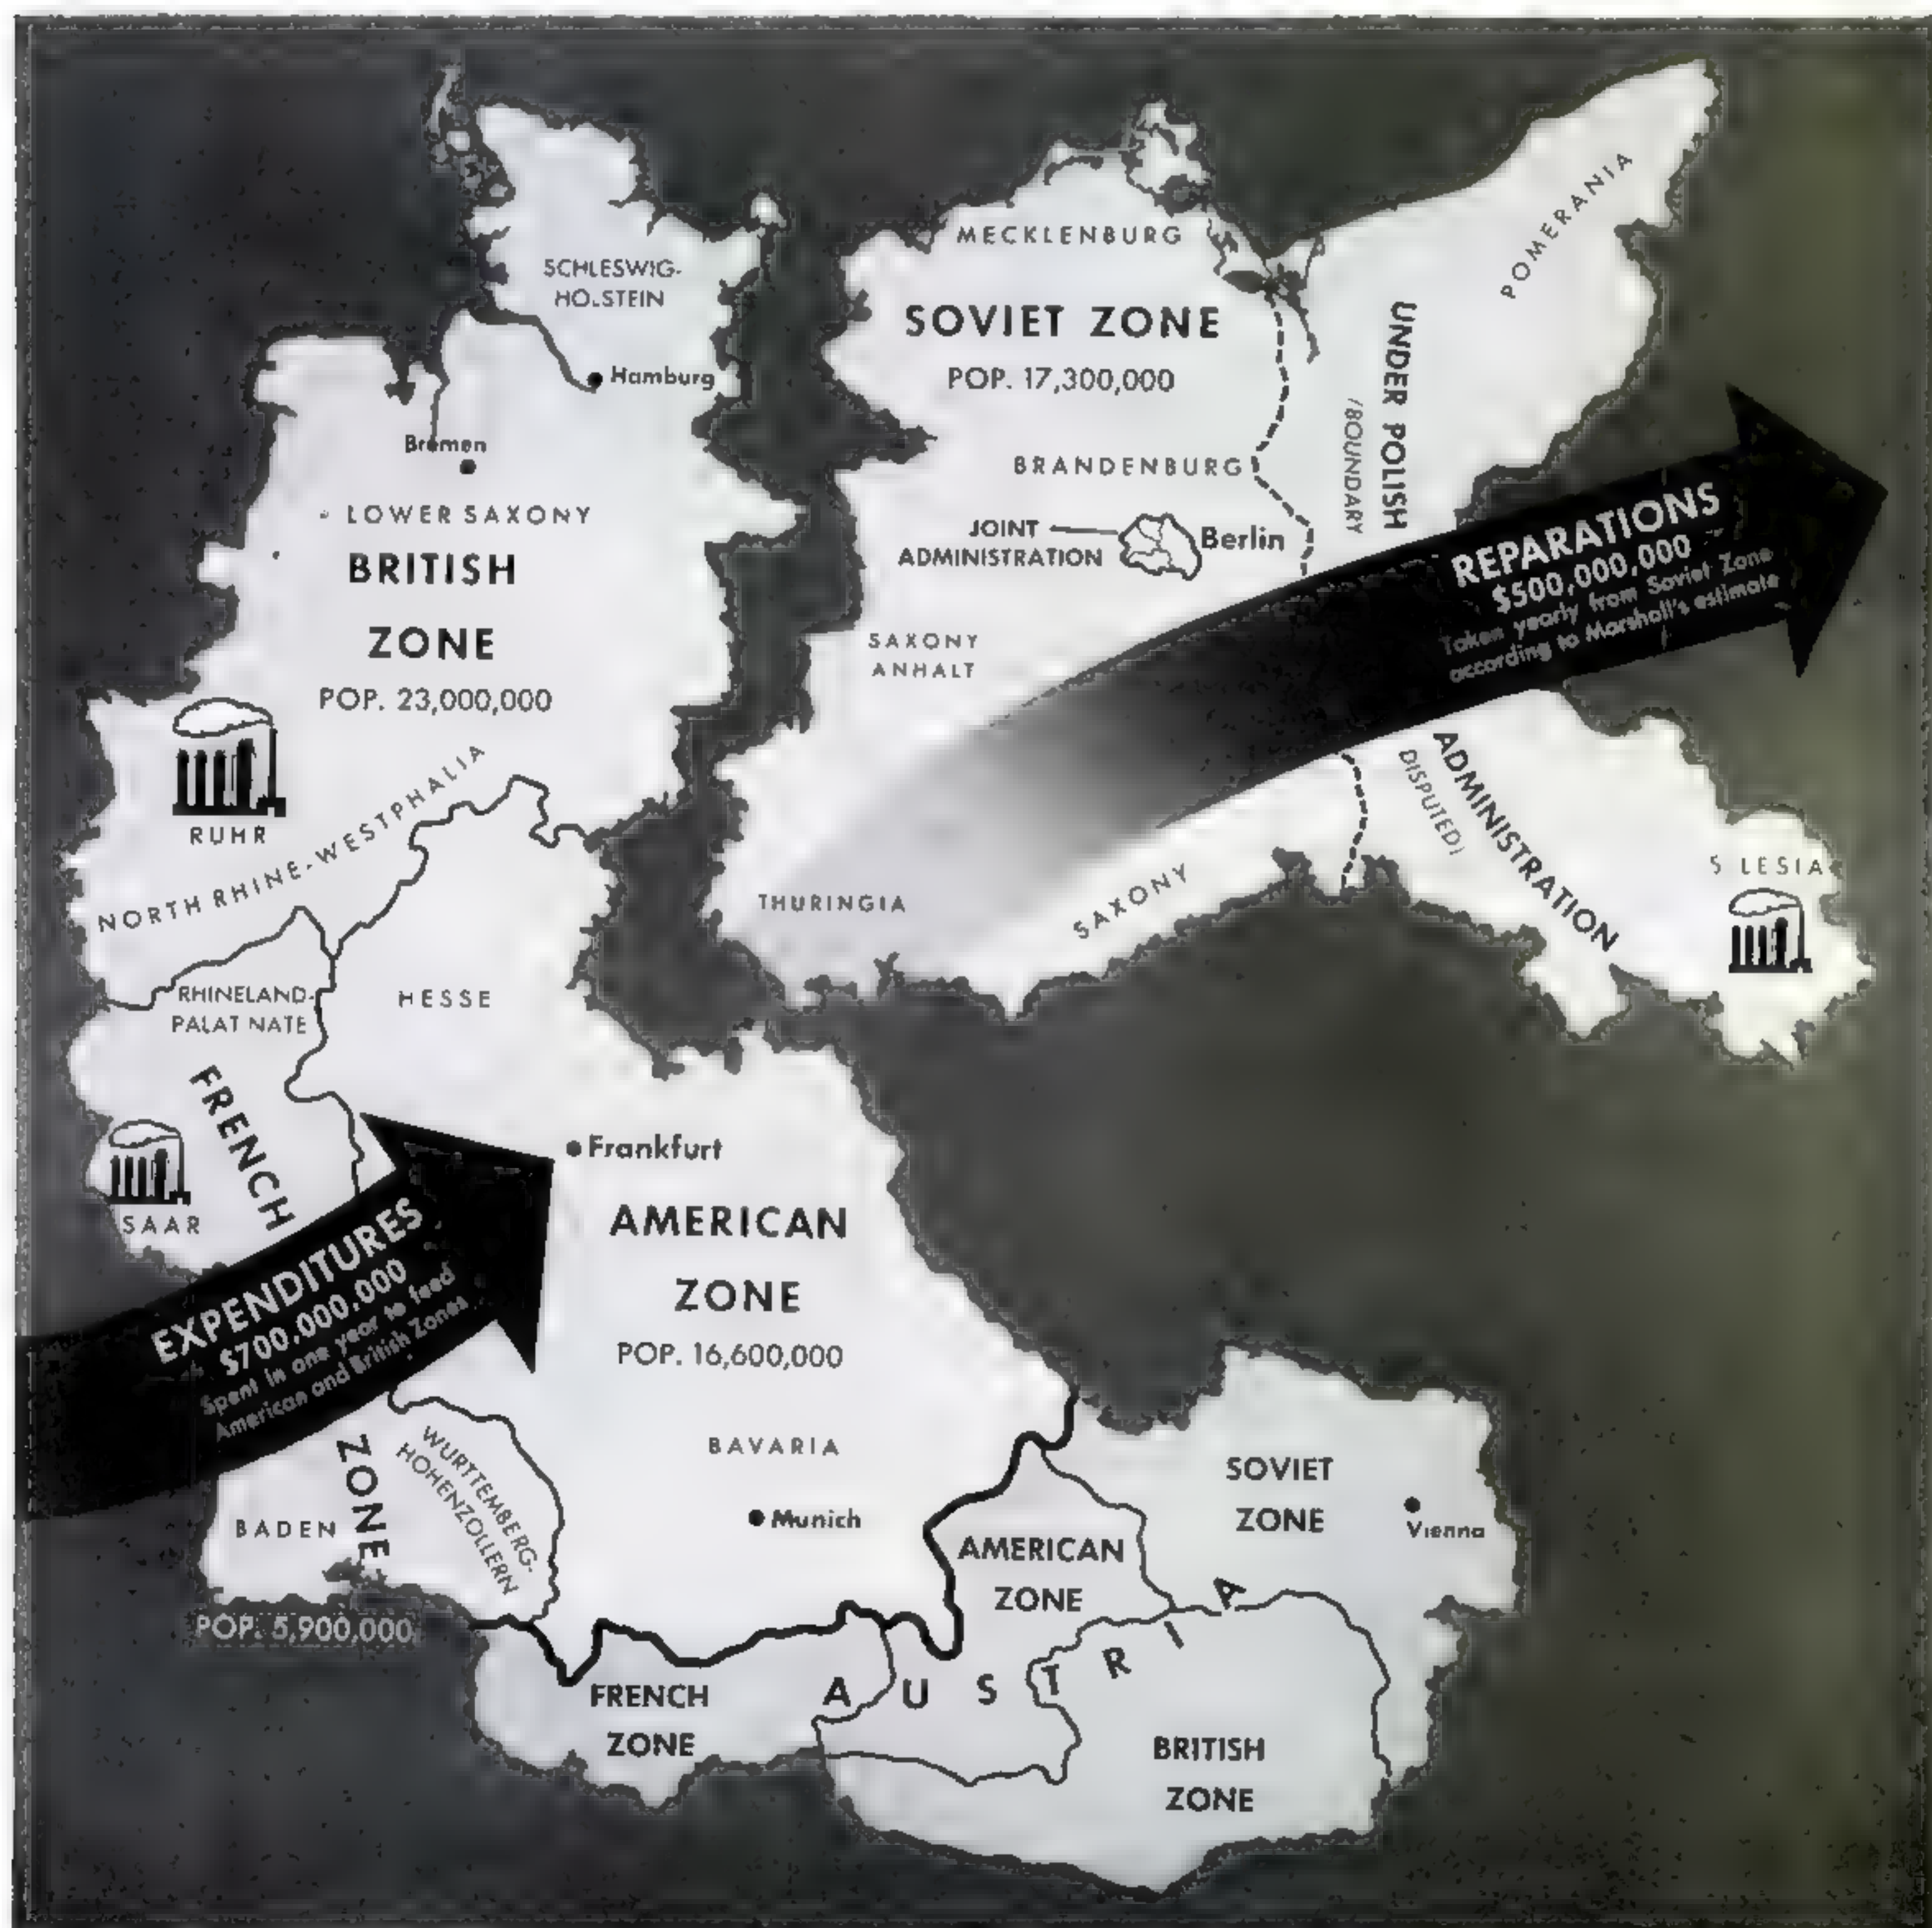 SCHLESWIG-
HOLSTEIN
Hamburg
Bremen
LOWER SAXONY
BRITISH
ZONE
POP. 23,000,000
RUHR
NORTH RHINE-WESTPHALIA
RHINELAND-
PALAT NATE
HESSE
FRENCH
SAAR
EXPENDITURES
$700,000,000
Spent in one year to feed
American and British Zones
ZONE
BADEN
WURTTEMBERG-
HOHENZOLLERN
POP. 5,900,000
Frankfurt
AMERICAN
ZONE
POP. 16,600,000
BAVARIA
Munich
MECKLENBURG
SOVIET ZONE
POP. 17,300,000
BRANDENBURG
JOINT
ADMINISTRATION
Berlin
SAXONY
ANHALT
THURINGIA
SAXONY
POMERANIA
UNDER POLISH
(BOUNDARY
REPARATIONS
$500,000,000
Taken yearly from Soviet Zone
according to Marshall's estimate
ADMINISTRATION
DISPUTED)
S LESIA
SOVIET
ZONE
Vienna
AMERICAN
ZONE
AUSTRIA
FRENCH
ZONE
BRITISH
ZONE